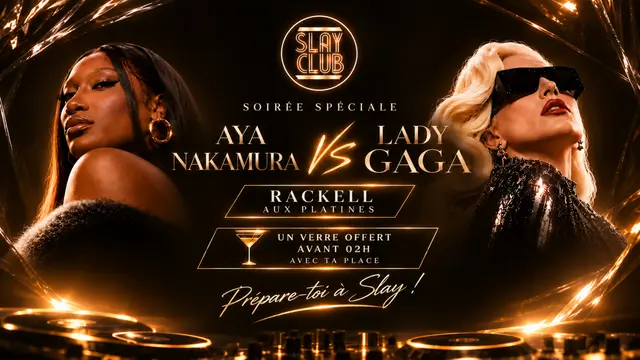 SLAY
CLUB
SOIRÉE SPÉCIALE
AYA
NAKAMURA
VS
LADY
GAGA
RACKELL
AUX PLATINES
UN VERRE OFFERT
AVANT 02H
AVEC TA PLACE
Prépare-toi à Slay !